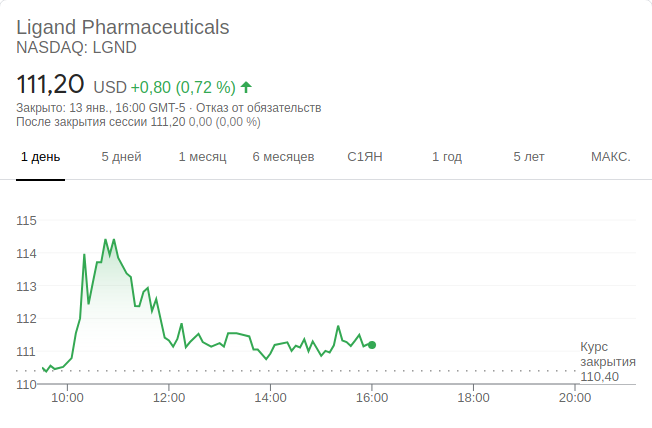 Ligand Pharmaceuticals
NASDAQ: LGND
111,20 USD +0,80 (0,72 %)
Закрыто: 13 янв., 16:00 GMT-5 · Отказ от обязательств
После закрытия сессии 111,20 0,00 (0,00 %)
1 день 5 дней 1 месяц 6 месяцев С1ЯН 1 год 5 лет МАКС.
115
114
113
112
111
110
Курс
закрытия
110,40
10:00 12:00 14:00 16:00 18:00 20:00